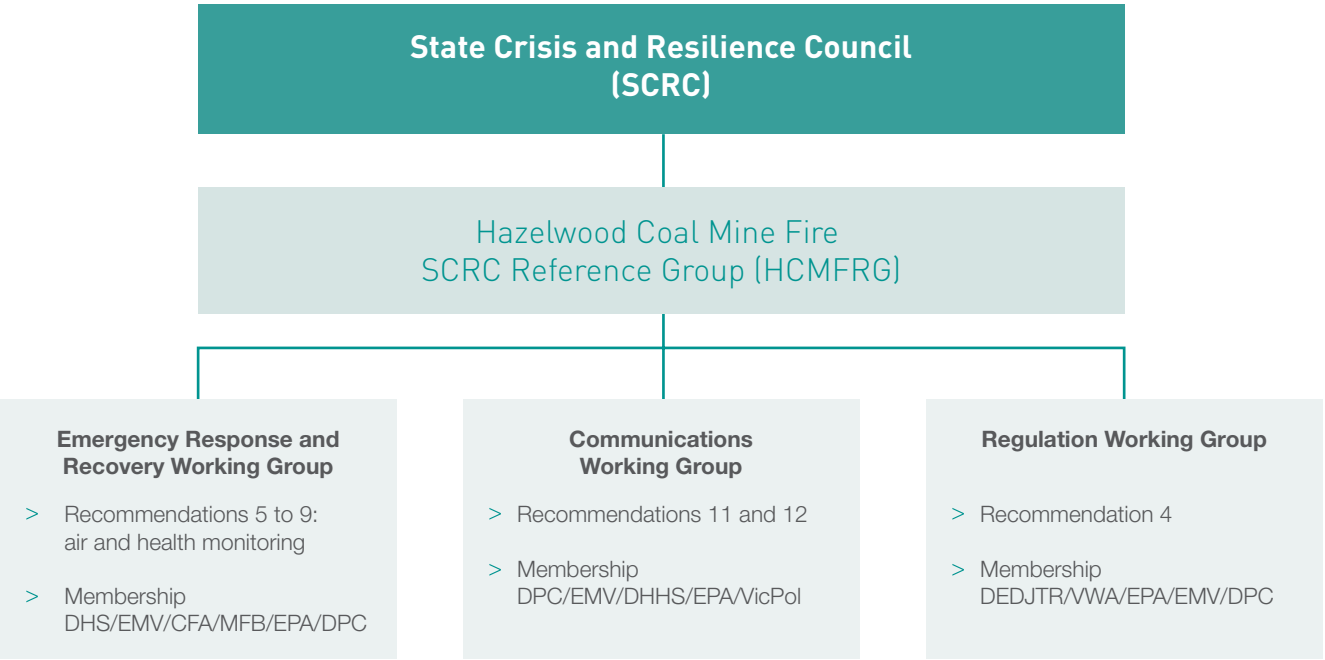 State Crisis and Resilience Council
(SCRC)
Hazelwood Coal Mine Fire
SCRC Reference Group (HCMFRG)
Emergency Response and
Recovery Working Group
> Recommendations 5 to 9:
air and health monitoring
> Membership
DHS/EMV/CFA/MFB/EPA/DPC
Communications
Working Group
> Recommendations 11 and 12
> Membership
DPC/EMV/DHHS/EPA/VicPol
Regulation Working Group
> Recommendation 4
> Membership
DEDJTR/VWA/EPA/EMV/DPC